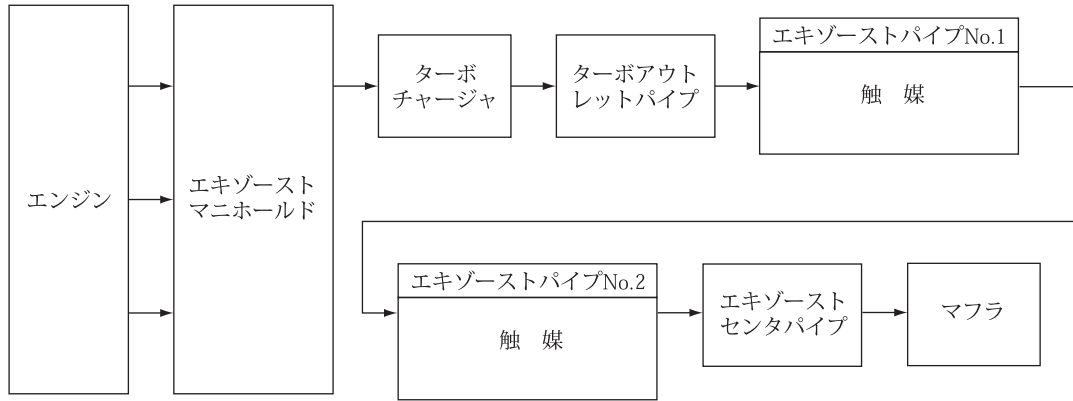 エンジン
エキゾースト
マニホールド
ターボ
チャージャ
ターボアウト
レットパイプ
エキゾーストパイプNo.1
触　媒
エキゾーストパイプNo.2
触　媒
エキゾースト
センタパイプ
マフラ